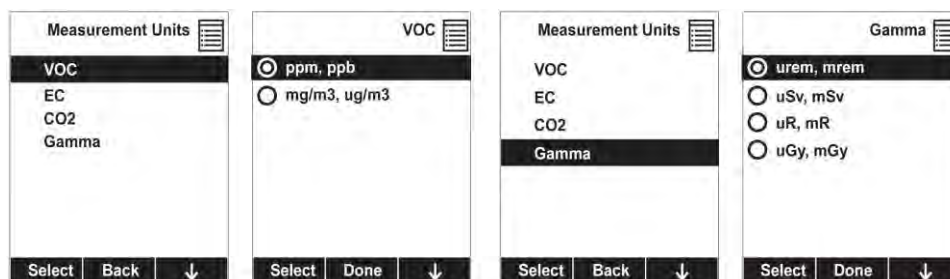 Measurement Units
VOC
EC
CO2
Gamma
Select Back ↓
VOC
ppm, ppb
mg/m3, ug/m3
Select Done ↓
Measurement Units
VOC
EC
CO2
Gamma
Select Back ↓
Gamma
urem, mrem
uSv, mSv
uR, mR
uGy, mGy
Select Done ↓